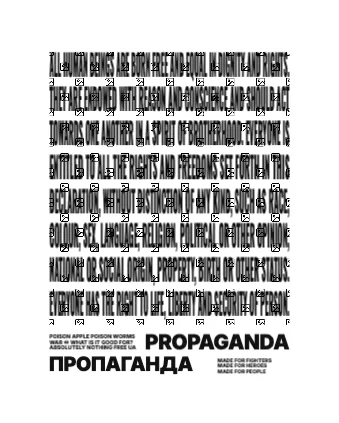 ALL HUMAN BEINGS ARE BORN FREE AND EQUAL IN DIGNITY AND RIGHTS.
THEY ARE ENDOWED WITH REASON AND CONSCIENCE AND SHOULD ACT
TOWARDS ONE ANOTHER IN A SPIRIT OF BROTHERHOOD. EVERYONE IS
ENTITLED TO ALL THE RIGHTS AND FREEDOMS SET FORTH IN THIS
DECLARATION, WITHOUT DISTINCTION OF ANY KIND, SUCH AS RACE,
COLOUR, SEX, LANGUAGE, RELIGION, POLITICAL OR OTHER OPINION,
NATIONAL OR SOCIAL ORIGIN, PROPERTY, BIRTH OR OTHER STATUS.
EVERYONE HAS THE RIGHT TO LIFE, LIBERTY AND SECURITY OF PERSON.
POISON APPLE POISON WORMS
WAR = WHAT IS IT GOOD FOR?
ABSOLUTELY NOTHING FREE UA
PROPAGANDA
ПРОПАГАНДА
MADE FOR FIGHTERS
MADE FOR HEROES
MADE FOR PEOPLE